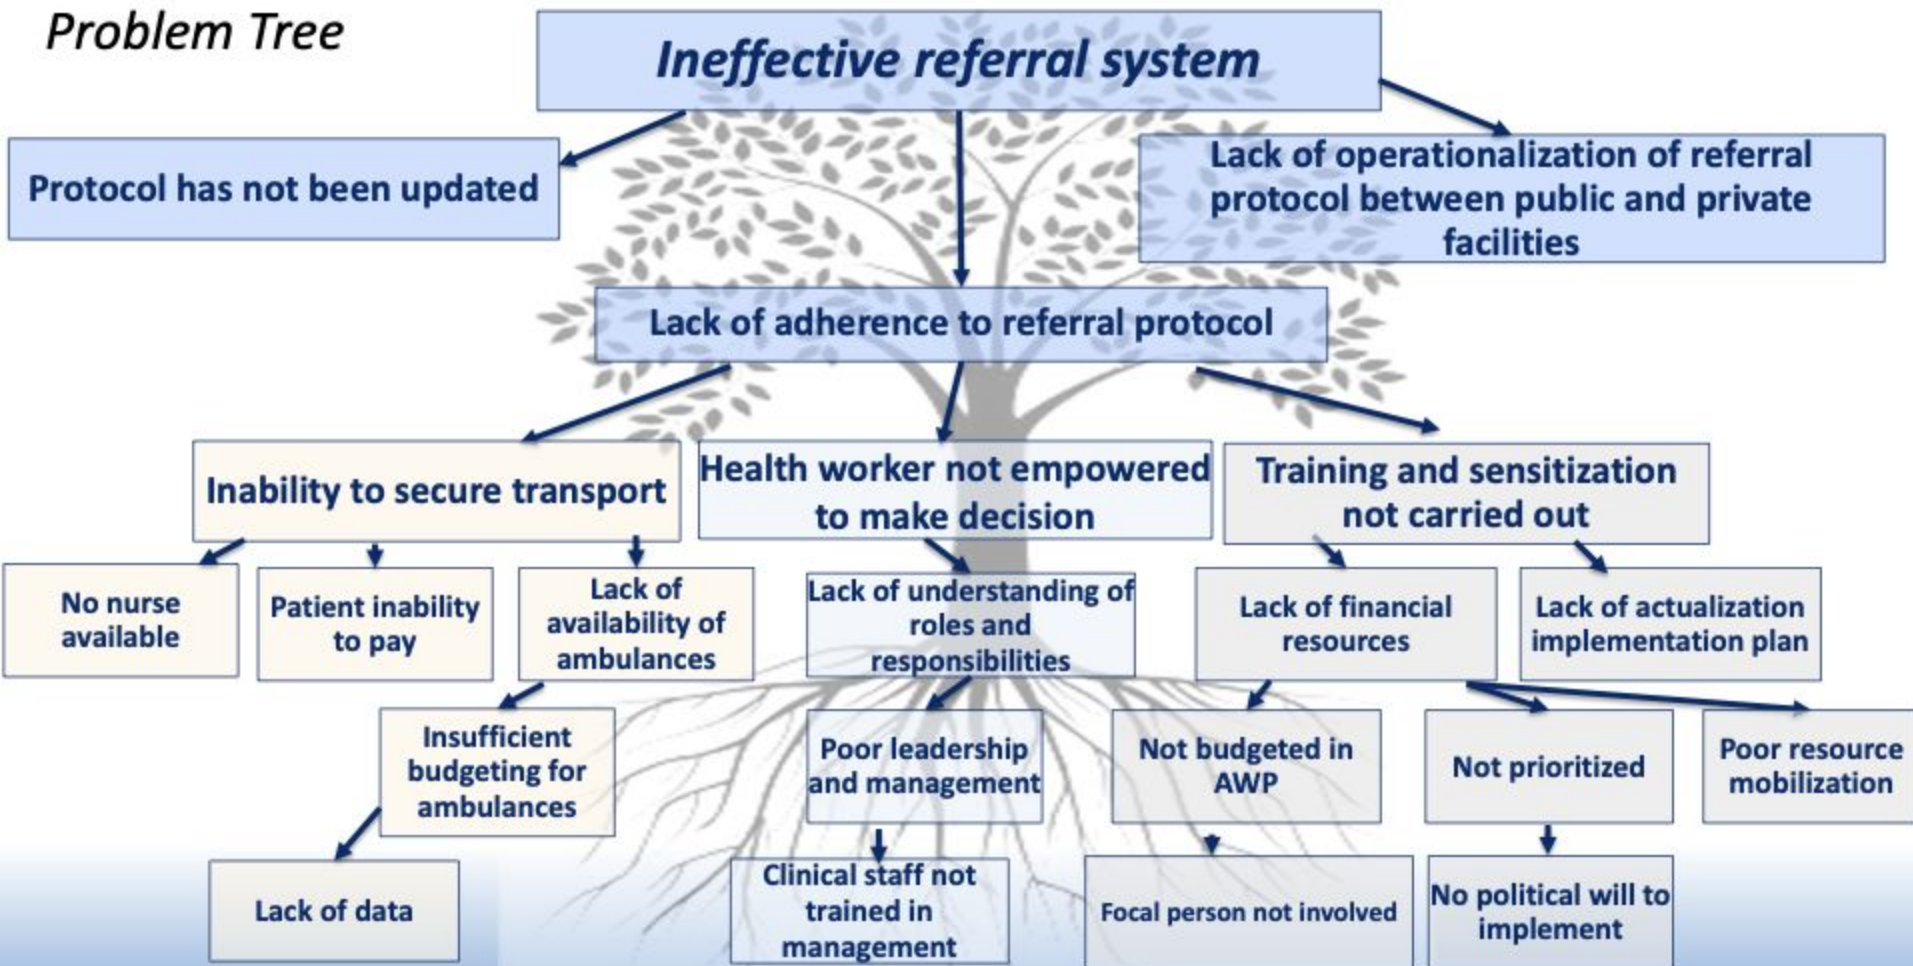 Problem Tree
Ineffective referral system
Protocol has not been updated
Lack of operationalization of referral
protocol between public and private
facilities
Lack of adherence to referral protocol
Inability to secure transport
Health worker not empowered
to make decision
Training and sensitization
not carried out
No nurse
available
Patient inability
to pay
Lack of
availability of
ambulances
Lack of understanding of
roles and
responsibilities
Lack of financial
resources
Lack of actualization
implementation plan
Insufficient
budgeting for
ambulances
Poor leadership
and management
Not budgeted in
AWP
Not prioritized
Poor resource
mobilization
Lack of data
Clinical staff not
trained in
management
Focal person not involved
No political will to
implement